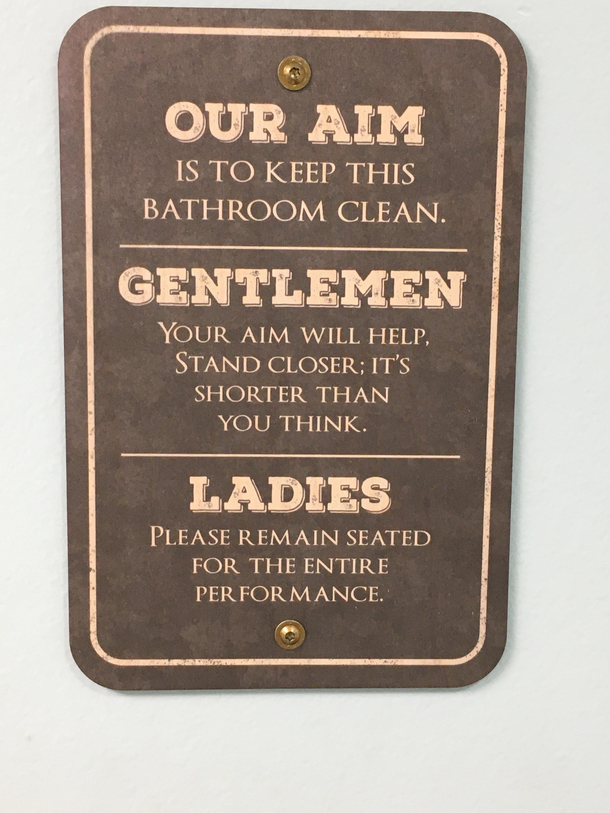 OUR AIM
IS TO KEEP THIS
BATHROOM CLEAN.
GENTLEMEN
YOUR AIM WILL HELP,
STAND CLOSER; IT'S
SHORTER THAN
YOU THINK.
LADIES
PLEASE REMAIN SEATED
FOR THE ENTIRE
PERFORMANCE.